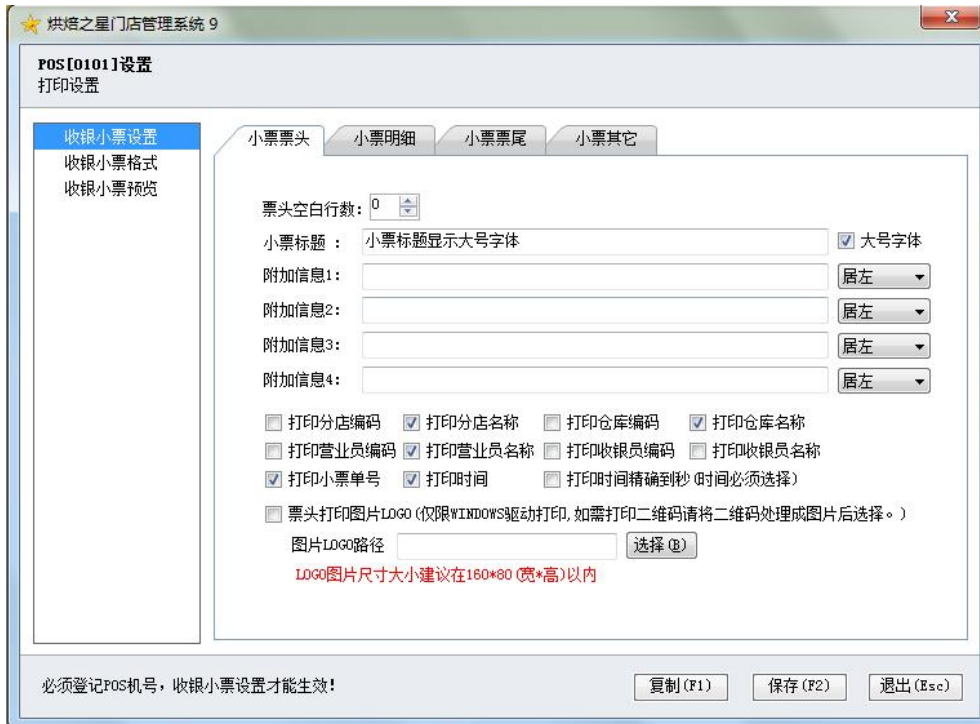 烘焙之星门店管理系统 9
POS[0101]设置
打印设置
收银小票设置
收银小票格式
收银小票预览
小票票头 小票明细 小票票尾 小票其它
票头空白行数: 0
小票标题 : 小票标题显示大号字体 大号字体
附加信息1: 居左
附加信息2: 居左
附加信息3: 居左
附加信息4: 居左
打印分店编码 打印分店名称 打印仓库编码 打印仓库名称
打印营业员编码 打印营业员名称 打印收银员编码 打印收银员名称
打印小票单号 打印时间 打印时间精确到秒(时间必须选择)
票头打印图片LOGO(仅限WINDOWS驱动打印,如需打印二维码请将二维码处理成图片后选择。)
图片LOGO路径 选择(B)
LOGO图片尺寸大小建议在160*80(宽*高)以内
必须登记POS机号，收银小票设置才能生效! 复制(F1) 保存(F2) 退出(Esc)